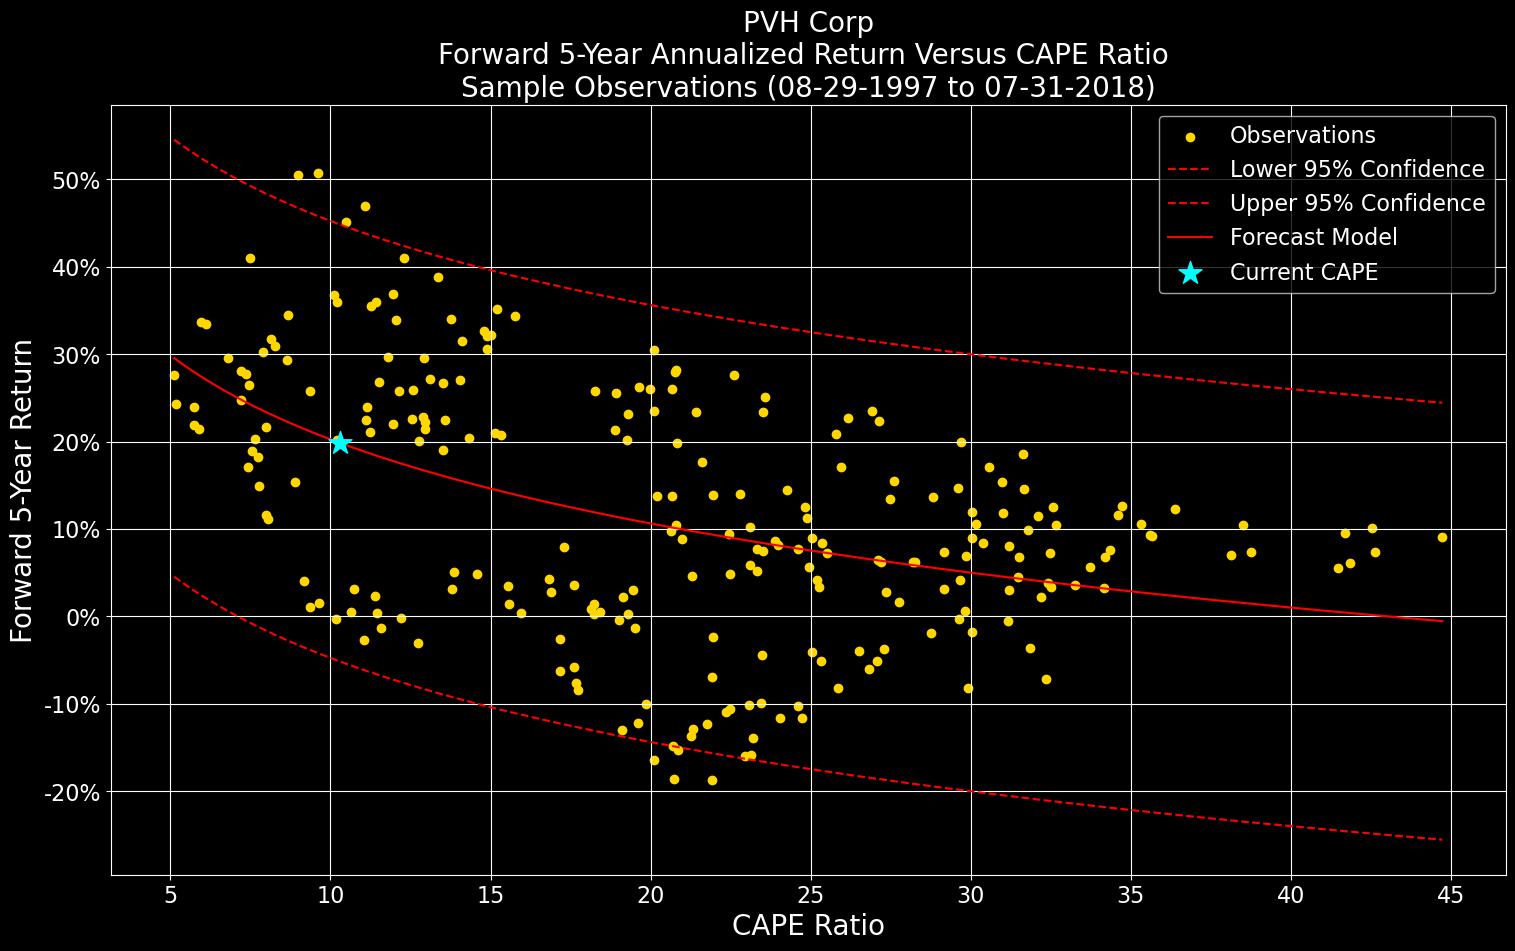 PVH Corp
Forward 5-Year Annualized Return Versus CAPE Ratio
Sample Observations (08-29-1997 to 07-31-2018)
Observations
Lower 95% Confidence
Upper 95% Confidence
Forecast Model
Current CAPE
Forward 5-Year Return
50%
40%
30%
20%
10%
0%
-10%
-20%
5 10 15 20 25 30 35 40 45
CAPE Ratio